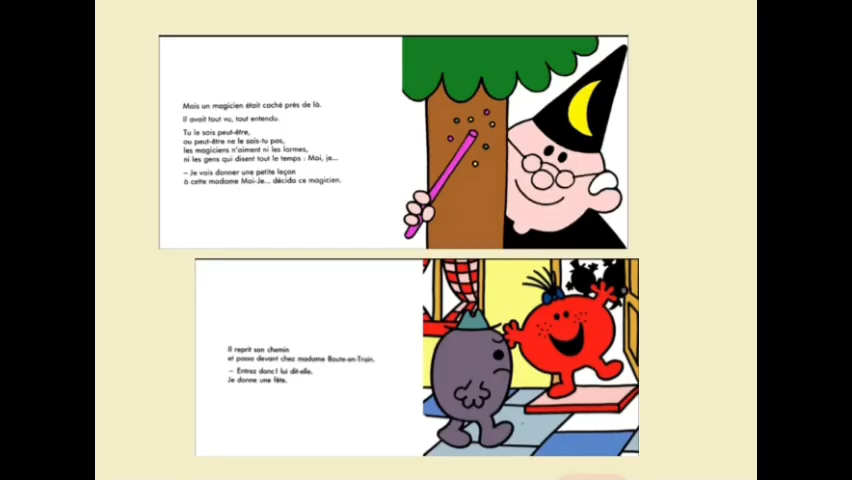 Mais un magicien était caché près de là.
Il avait tout vu, tout entendu.
Tu le sais peut-être,
ou peut-être ne le sais-tu pas,
les magiciens n'aiment ni les larmes,
ni les gens qui disent tout le temps : Moi, je...
– Je vais donner une petite leçon
à cette madame Moi-Je... décida ce magicien.
Il reprit son chemin
et passa devant chez madame Boute-en-Train.
– Entrez donc ! lui dit-elle.
Je donne une fête.